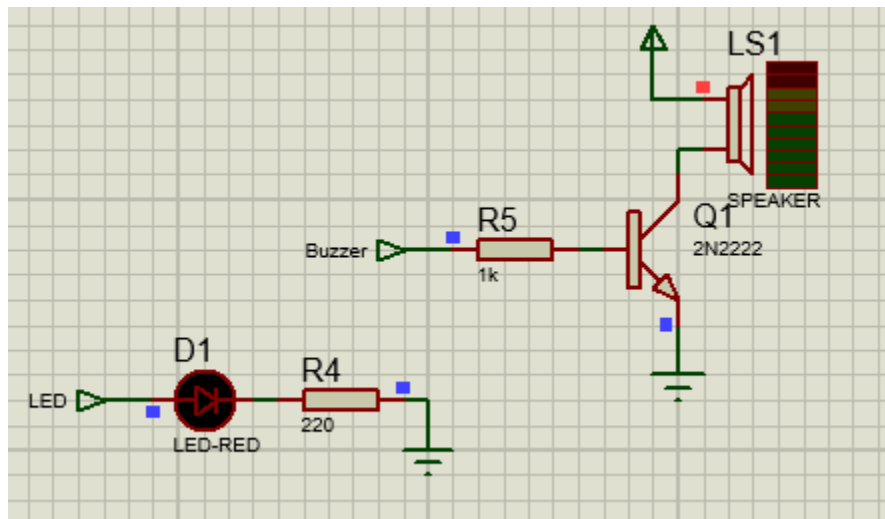 LS1
SPEAKER
Q1
2N2222
R5
1k
Buzzer
D1
LED-RED
R4
220
LED